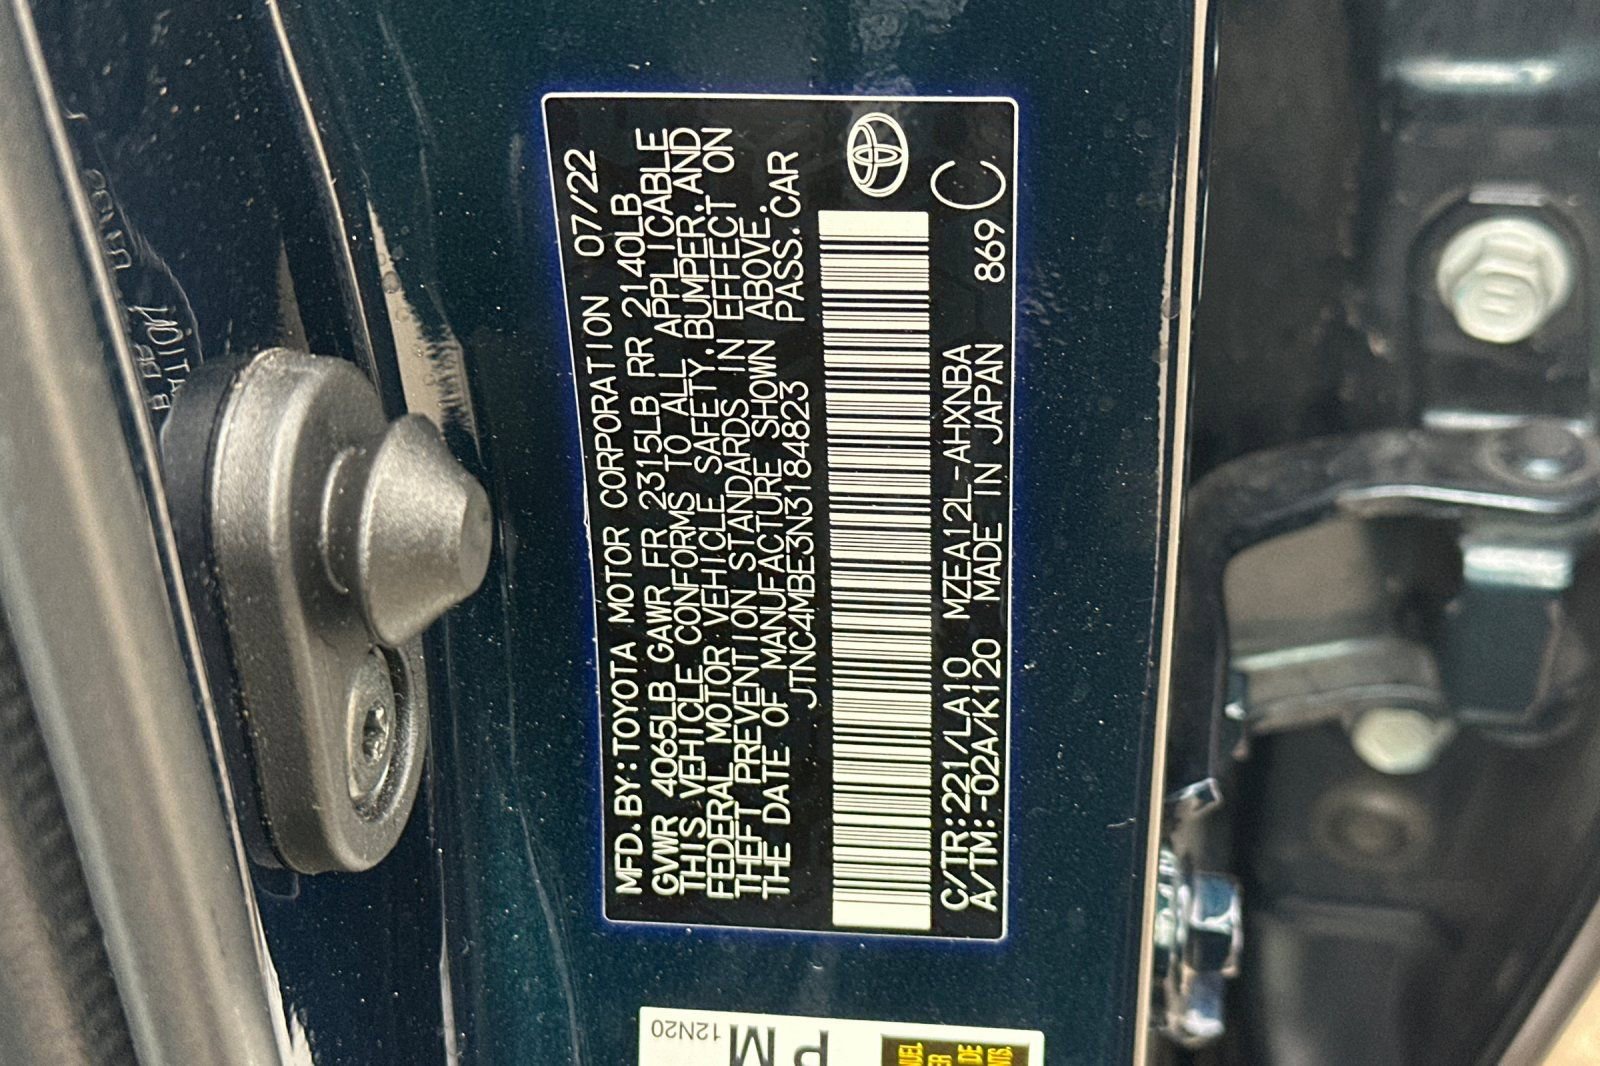 MFD.BY:TOYOTA MOTOR CORPORATION 07/22
GVWR 4065LB GAWR FR 2315LB RR 2140LB
THIS VEHICLE CONFORMS TO ALL APPLICABLE
FEDERAL MOTOR VEHICLE SAFETY,BUMPER,AND
THEFT PREVENTION STANDARDS IN EFFECT ON
THE DATE OF MANUFACTURE SHOWN ABOVE.
JTNC4MBE3N3184823 PASS.CAR
C/TR:221/LA10 MZEA12L-AHXNBA 869 C
A/TM:-02A/K120 MADE IN JAPAN
12N20
PM